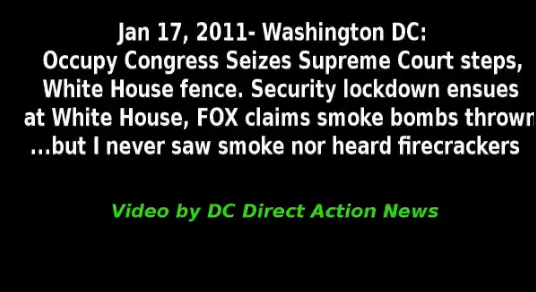 Jan 17, 2011- Washington DC:
Occupy Congress Seizes Supreme Court steps,
White House fence. Security lockdown ensues
at White House, FOX claims smoke bombs thrown
...but I never saw smoke nor heard firecrackers
Video by DC Direct Action News